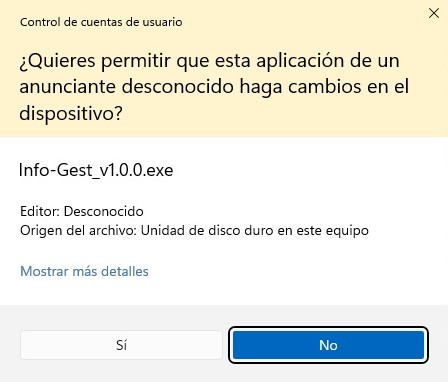 Control de cuentas de usuario
¿Quieres permitir que esta aplicación de un
anunciante desconocido haga cambios en el
dispositivo?
Info-Gest_v1.0.0.exe
Editor: Desconocido
Origen del archivo: Unidad de disco duro en este equipo
Mostrar más detalles
Sí
No